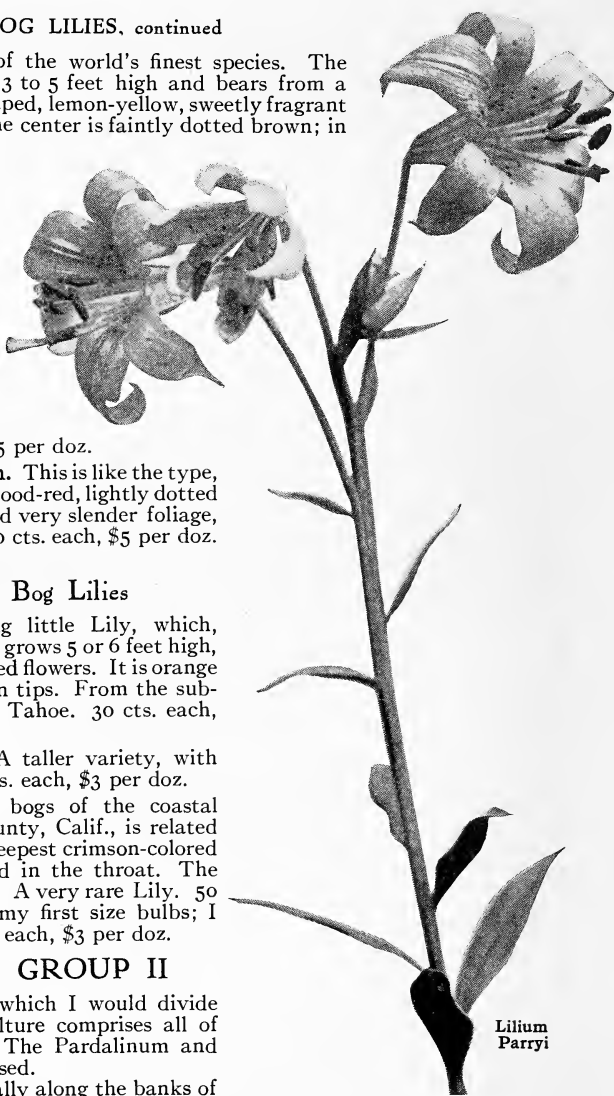 OG LILIES, continued
of the world's finest species. The
3 to 5 feet high and bears from a
ped, lemon-yellow, sweetly fragrant
e center is faintly dotted brown; in
5 per doz.
n. This is like the type,
ood-red, lightly dotted
d very slender foliage,
0 cts. each, $5 per doz.
Bog Lilies
g little Lily, which,
grows 5 or 6 feet high,
ed flowers. It is orange
n tips. From the sub-
Tahoe. 30 cts. each,
A taller variety, with
s. each, $3 per doz.
bogs of the coastal
unty, Calif., is related
eepest crimson-colored
d in the throat. The
A very rare Lily. 50
my first size bulbs; I
each, $3 per doz.
GROUP II
which I would divide
lture comprises all of
The Pardalinum and
sed.
ally along the banks of
Lilium
Parryi